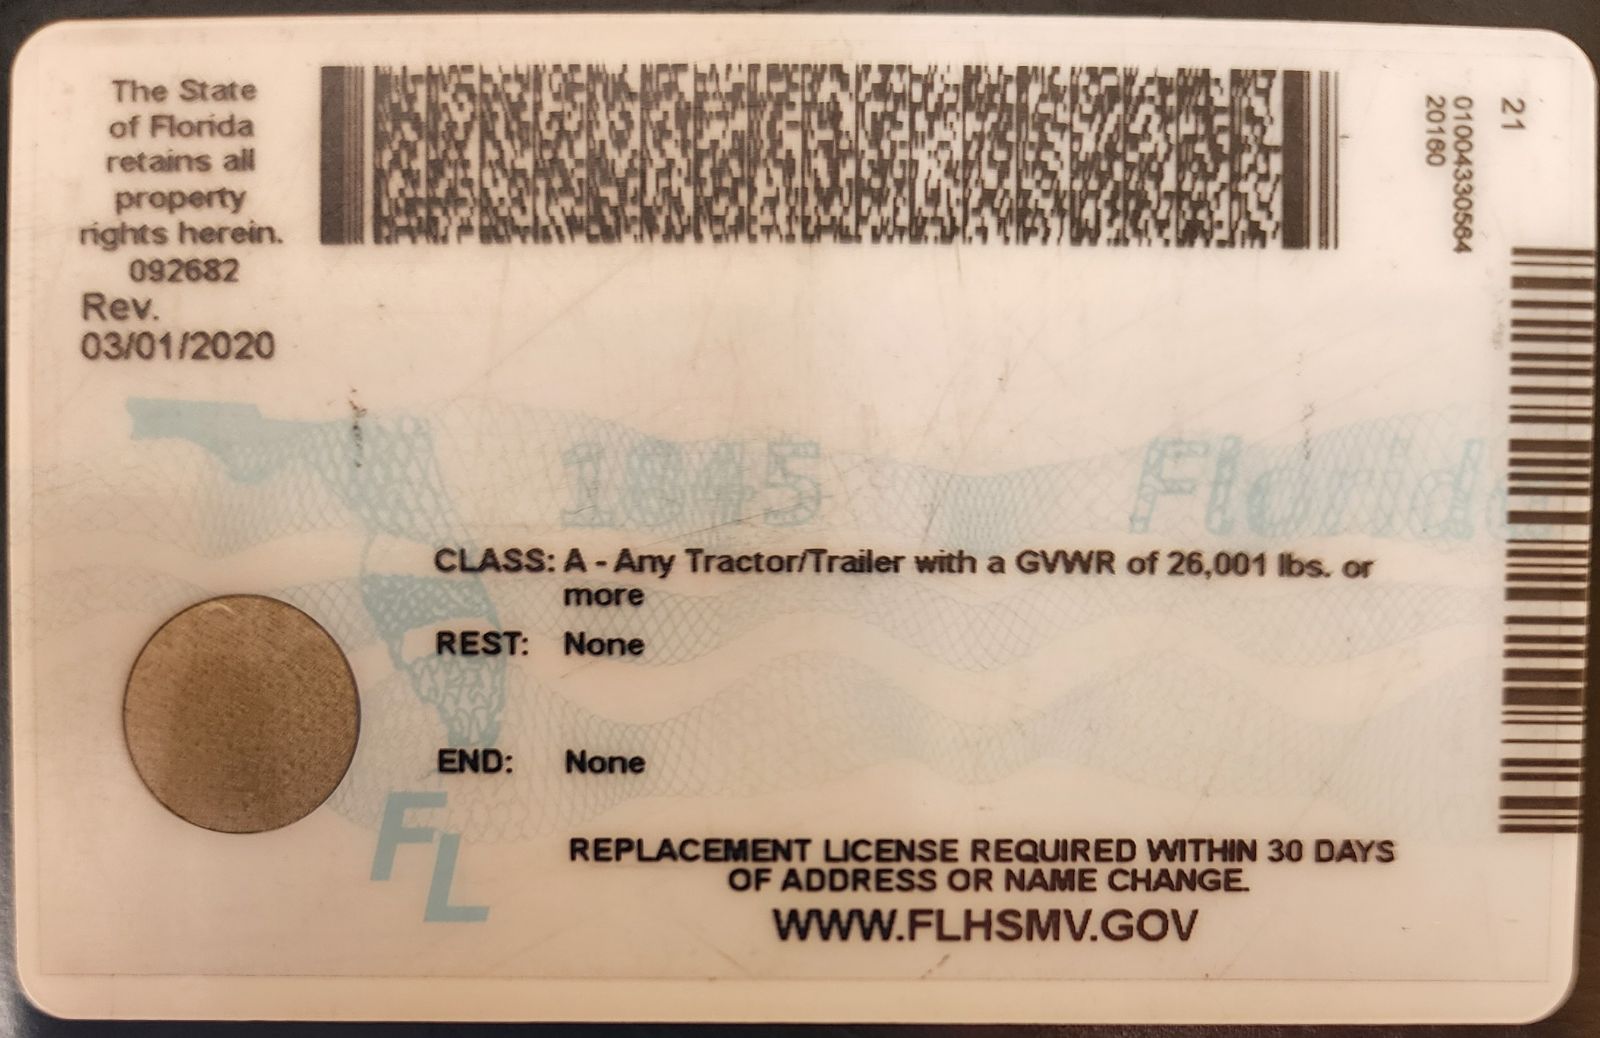 The State
of Florida
retains all
property
rights herein.
092682
Rev.
03/01/2020
21
01004330564
20160
1845
Florida
CLASS: A - Any Tractor/Trailer with a GVWR of 26,001 lbs. or
more
REST: None
END: None
FL
REPLACEMENT LICENSE REQUIRED WITHIN 30 DAYS
OF ADDRESS OR NAME CHANGE.
WWW.FLHSMV.GOV